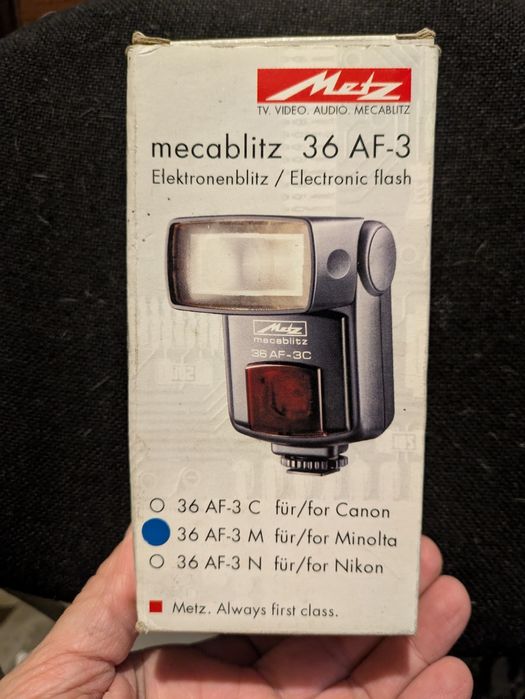 Metz
TV. VIDEO. AUDIO. MECABLITZ
mecablitz 36 AF-3
Elektronenblitz / Electronic flash
Metz
mecablitz
36 AF-3C
36 AF-3 C für/for Canon
36 AF-3 M für/for Minolta
36 AF-3 N für/for Nikon
Metz. Always first class.